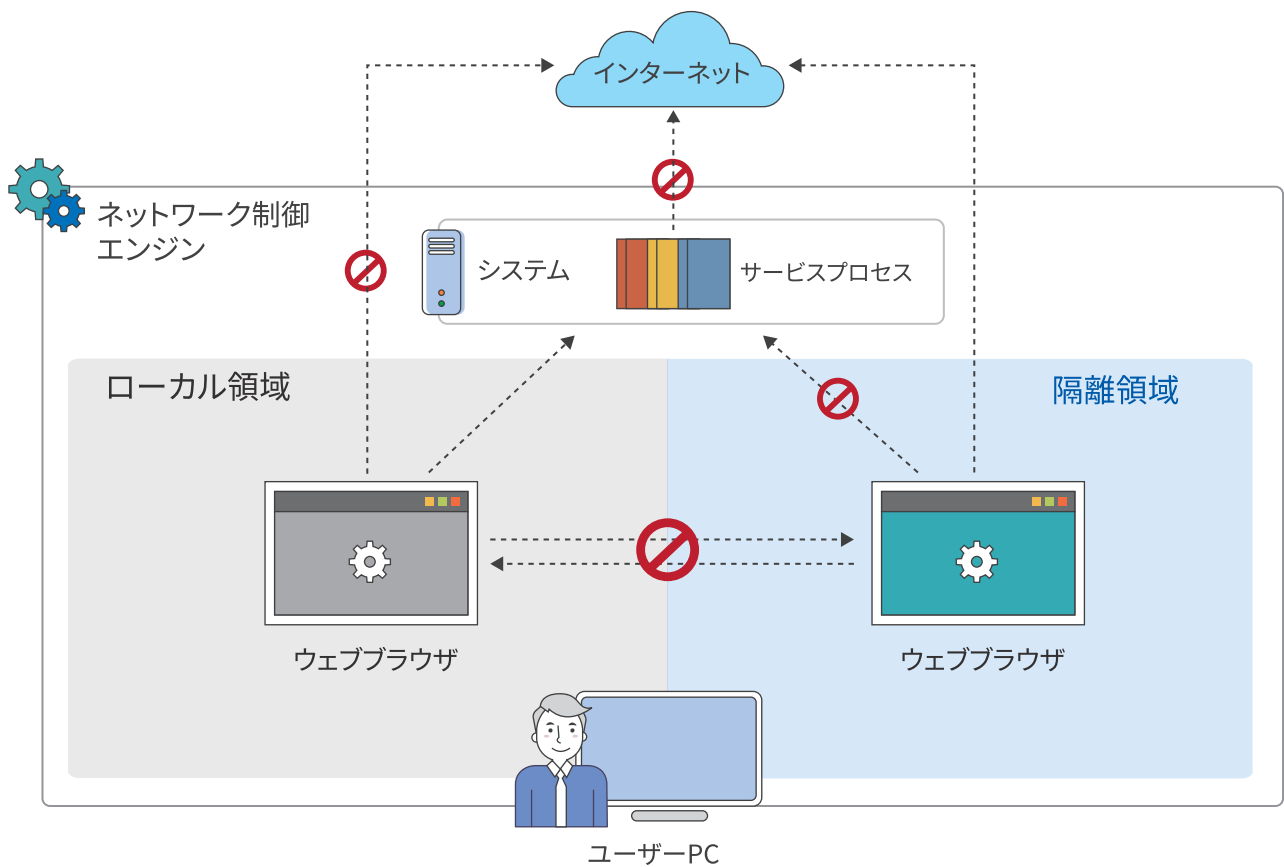 インターネット
ネットワーク制御
エンジン
システム
サービスプロセス
ローカル領域
隔離領域
ウェブブラウザ
ウェブブラウザ
ユーザーPC